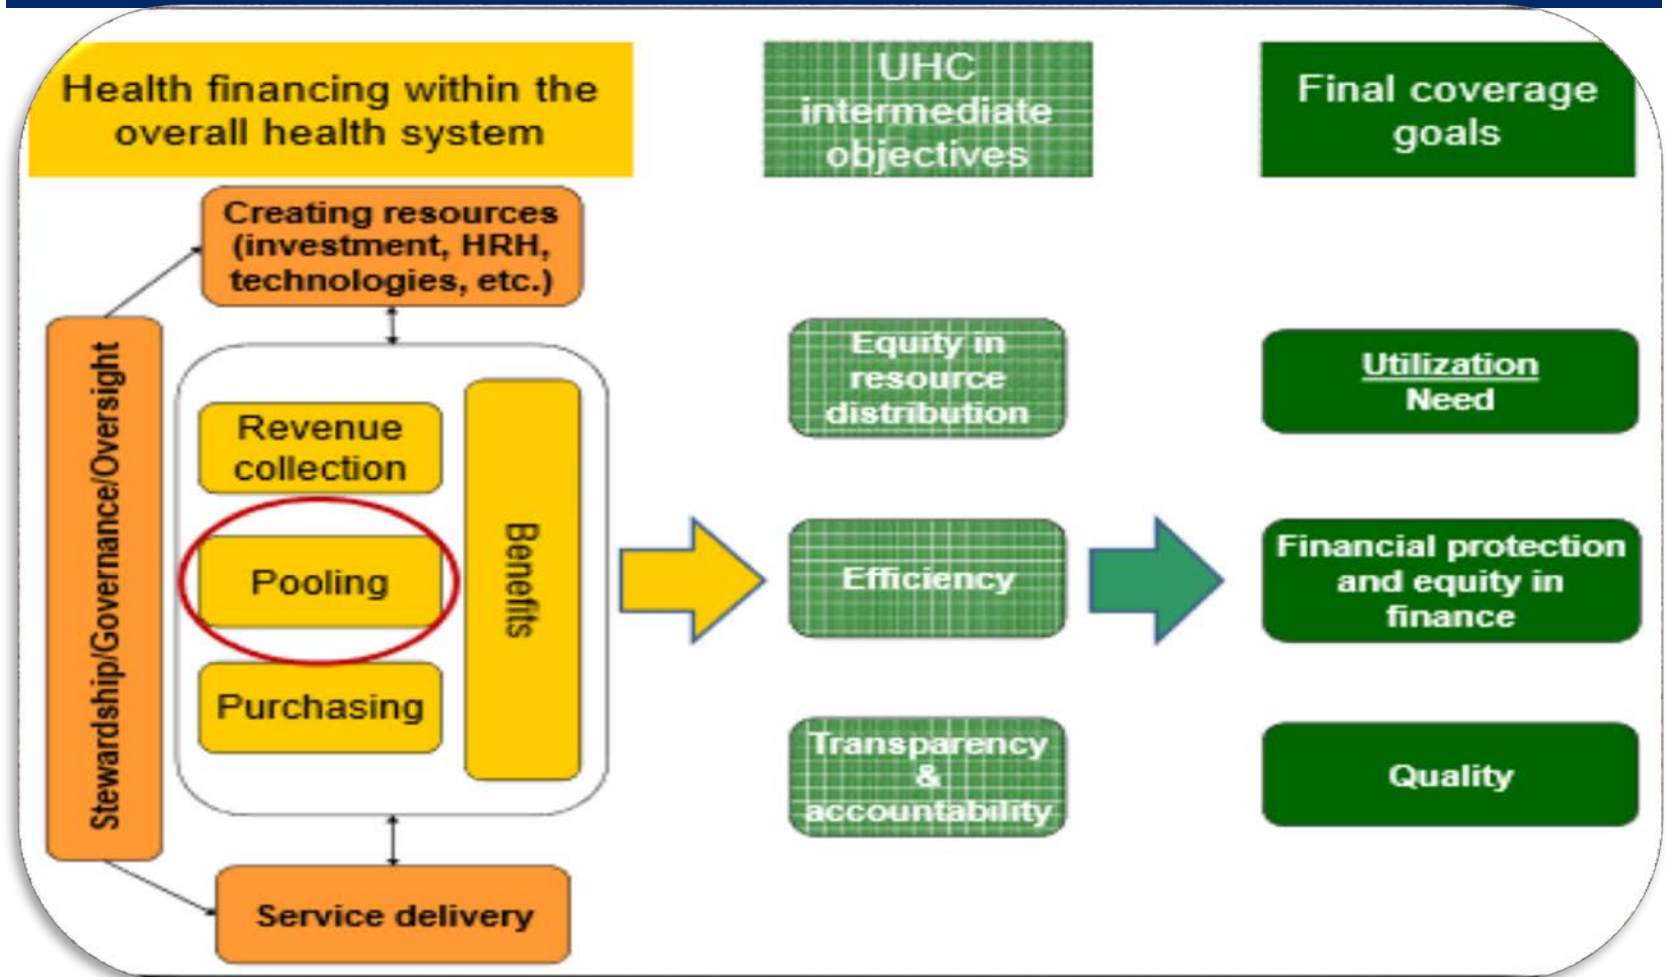 Health financing within the
overall health system
UHC
intermediate
objectives
Final coverage
goals
Creating resources
(investment, HRH,
technologies, etc.)
Stewardship/Governance/Oversight
Revenue
collection
Pooling
Purchasing
Benefits
Service delivery
Equity in
resource
distribution
Efficiency
Transparency
&
accountability
Utilization
Need
Financial protection
and equity in
finance
Quality